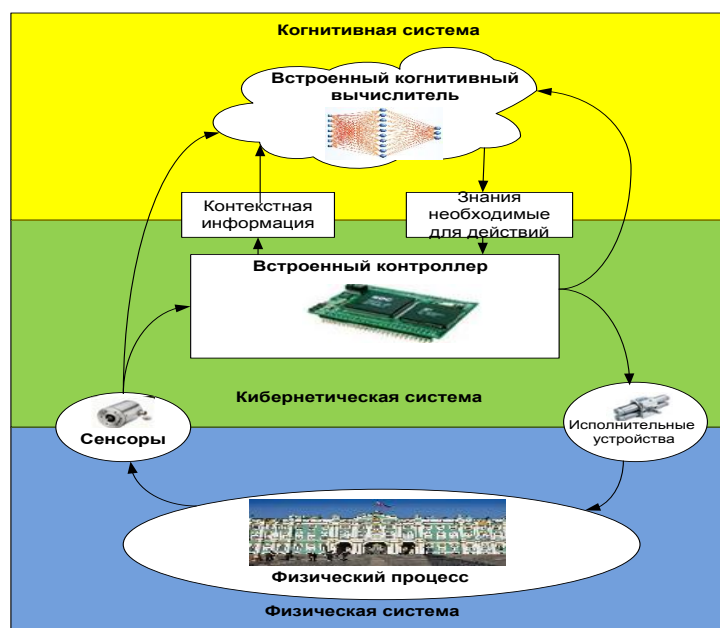 Когнитивная система
Встроенный когнитивный
вычислитель
Контекстная
информация
Знания
необходимые
для действий
Встроенный контроллер
Кибернетическая система
Сенсоры
Исполнительные
устройства
Физический процесс
Физическая система